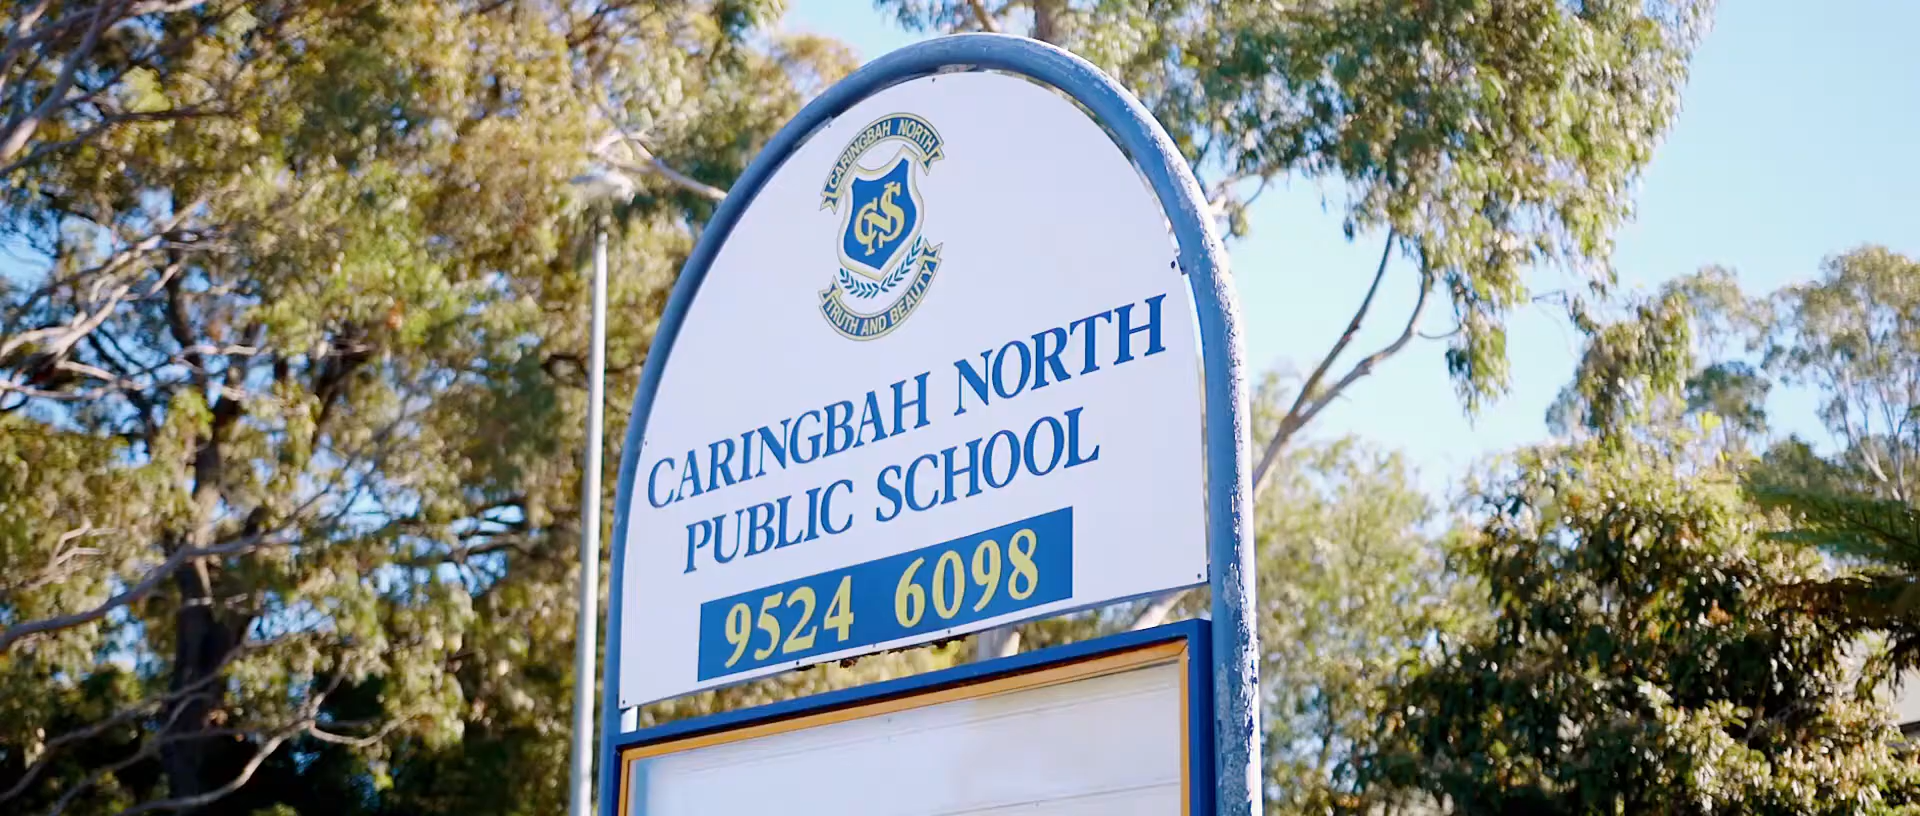 CARINGBAH NORTH
CNS
TRUTH AND BEAUTY
CARINGBAH NORTH
PUBLIC SCHOOL
9524 6098